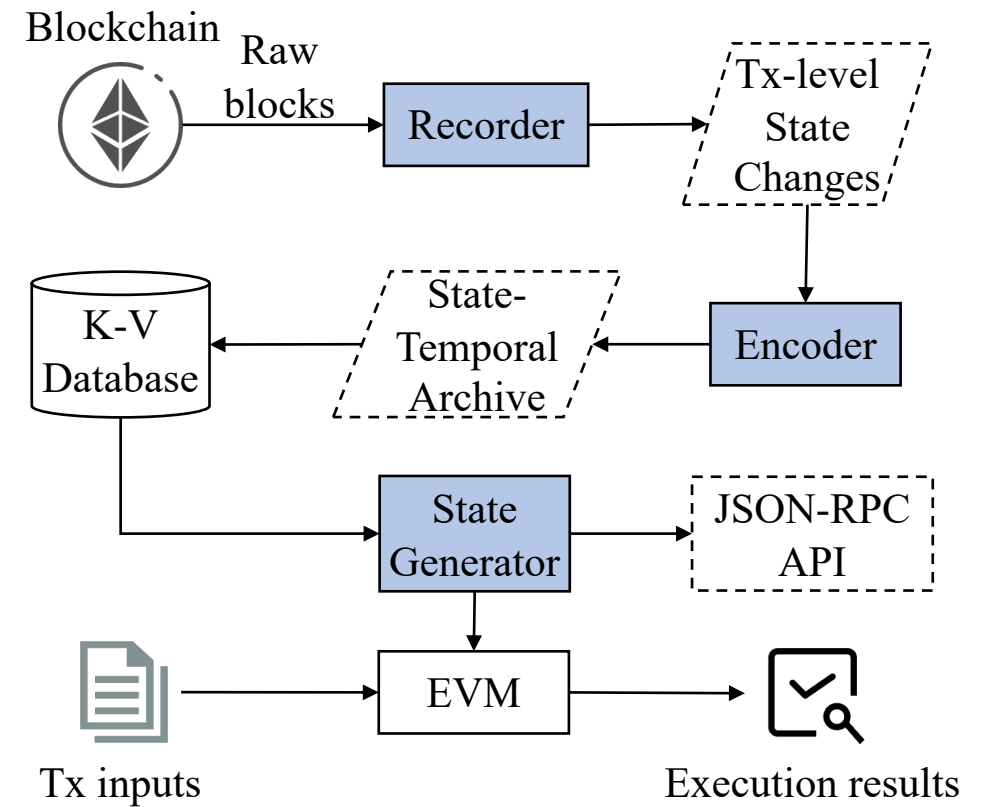 Blockchain
Raw
blocks
Recorder
Tx-level
State
Changes
K-V
Database
State-
Temporal
Archive
Encoder
State
Generator
JSON-RPC
API
EVM
Tx inputs
Execution results